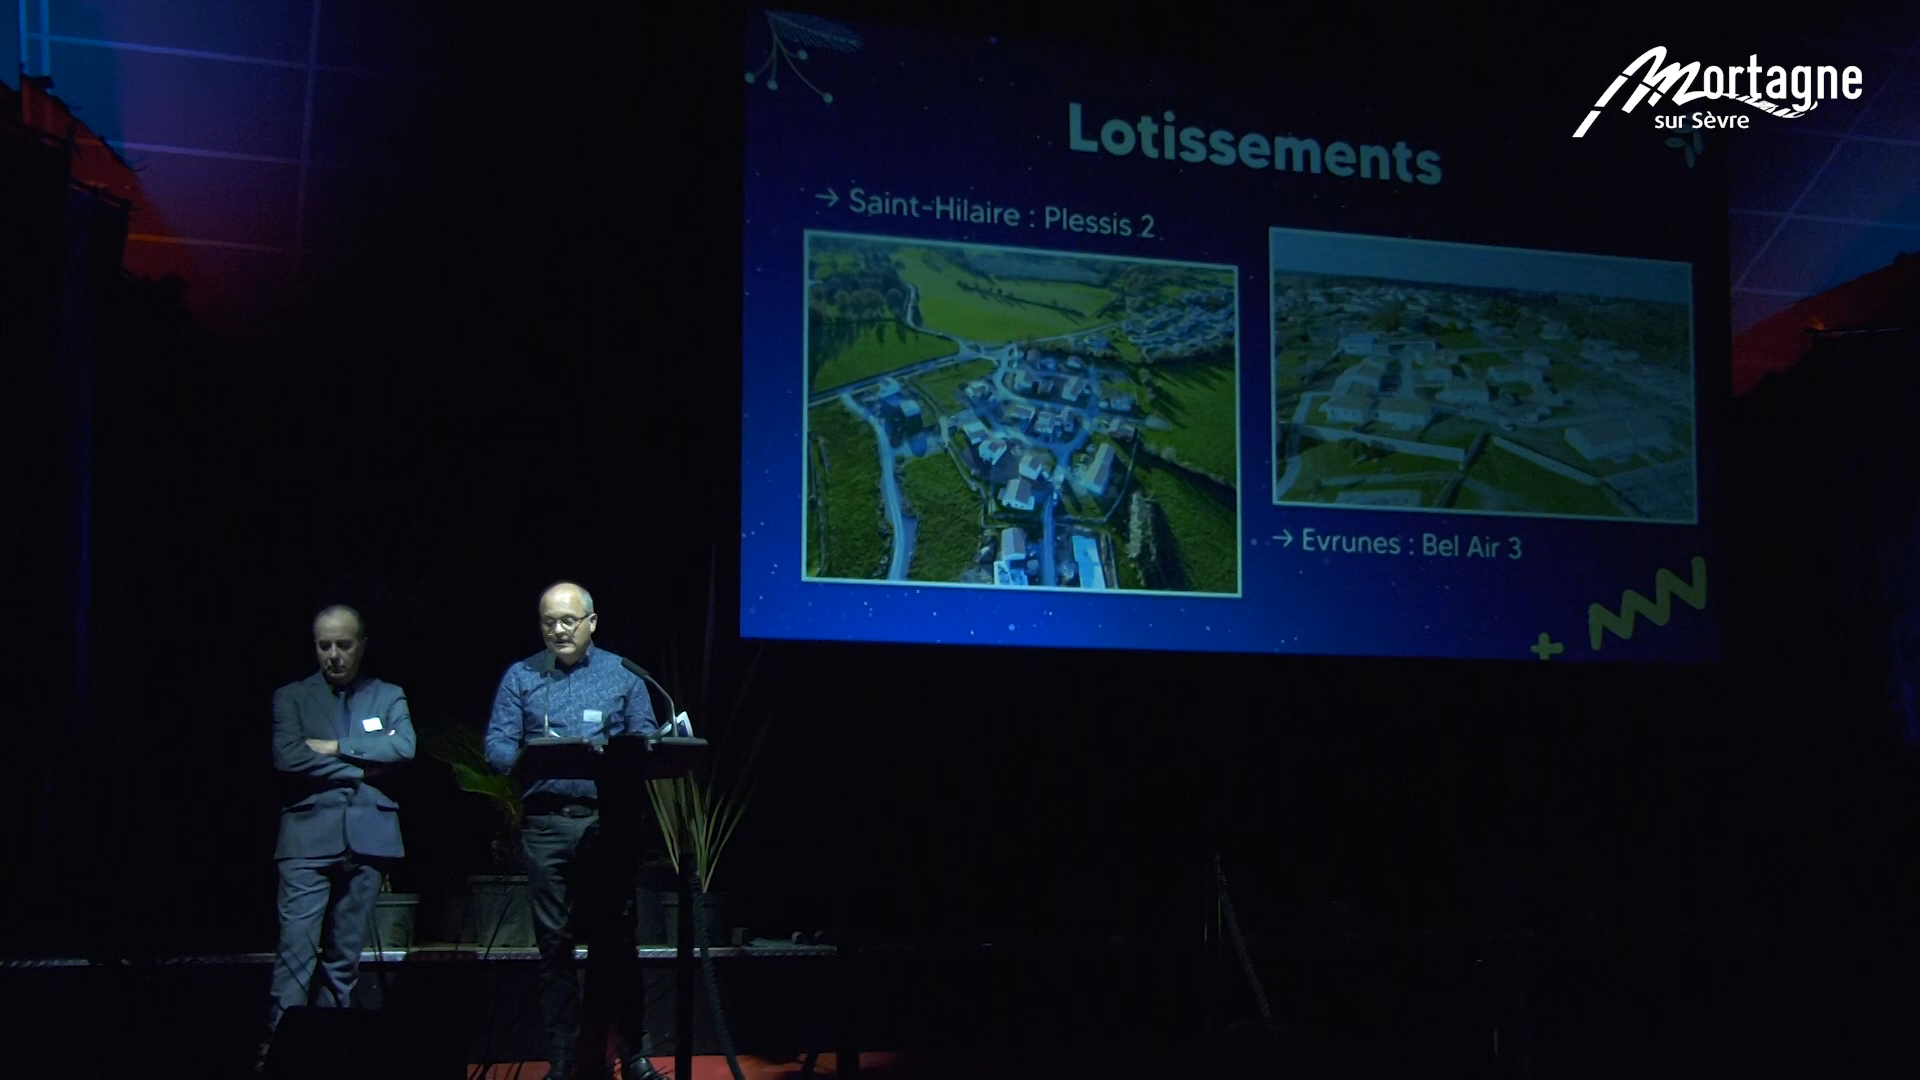 Mortagne
sur Sèvre
Lotissements
→ Saint-Hilaire : Plessis 2
→ Evrunes : Bel Air 3